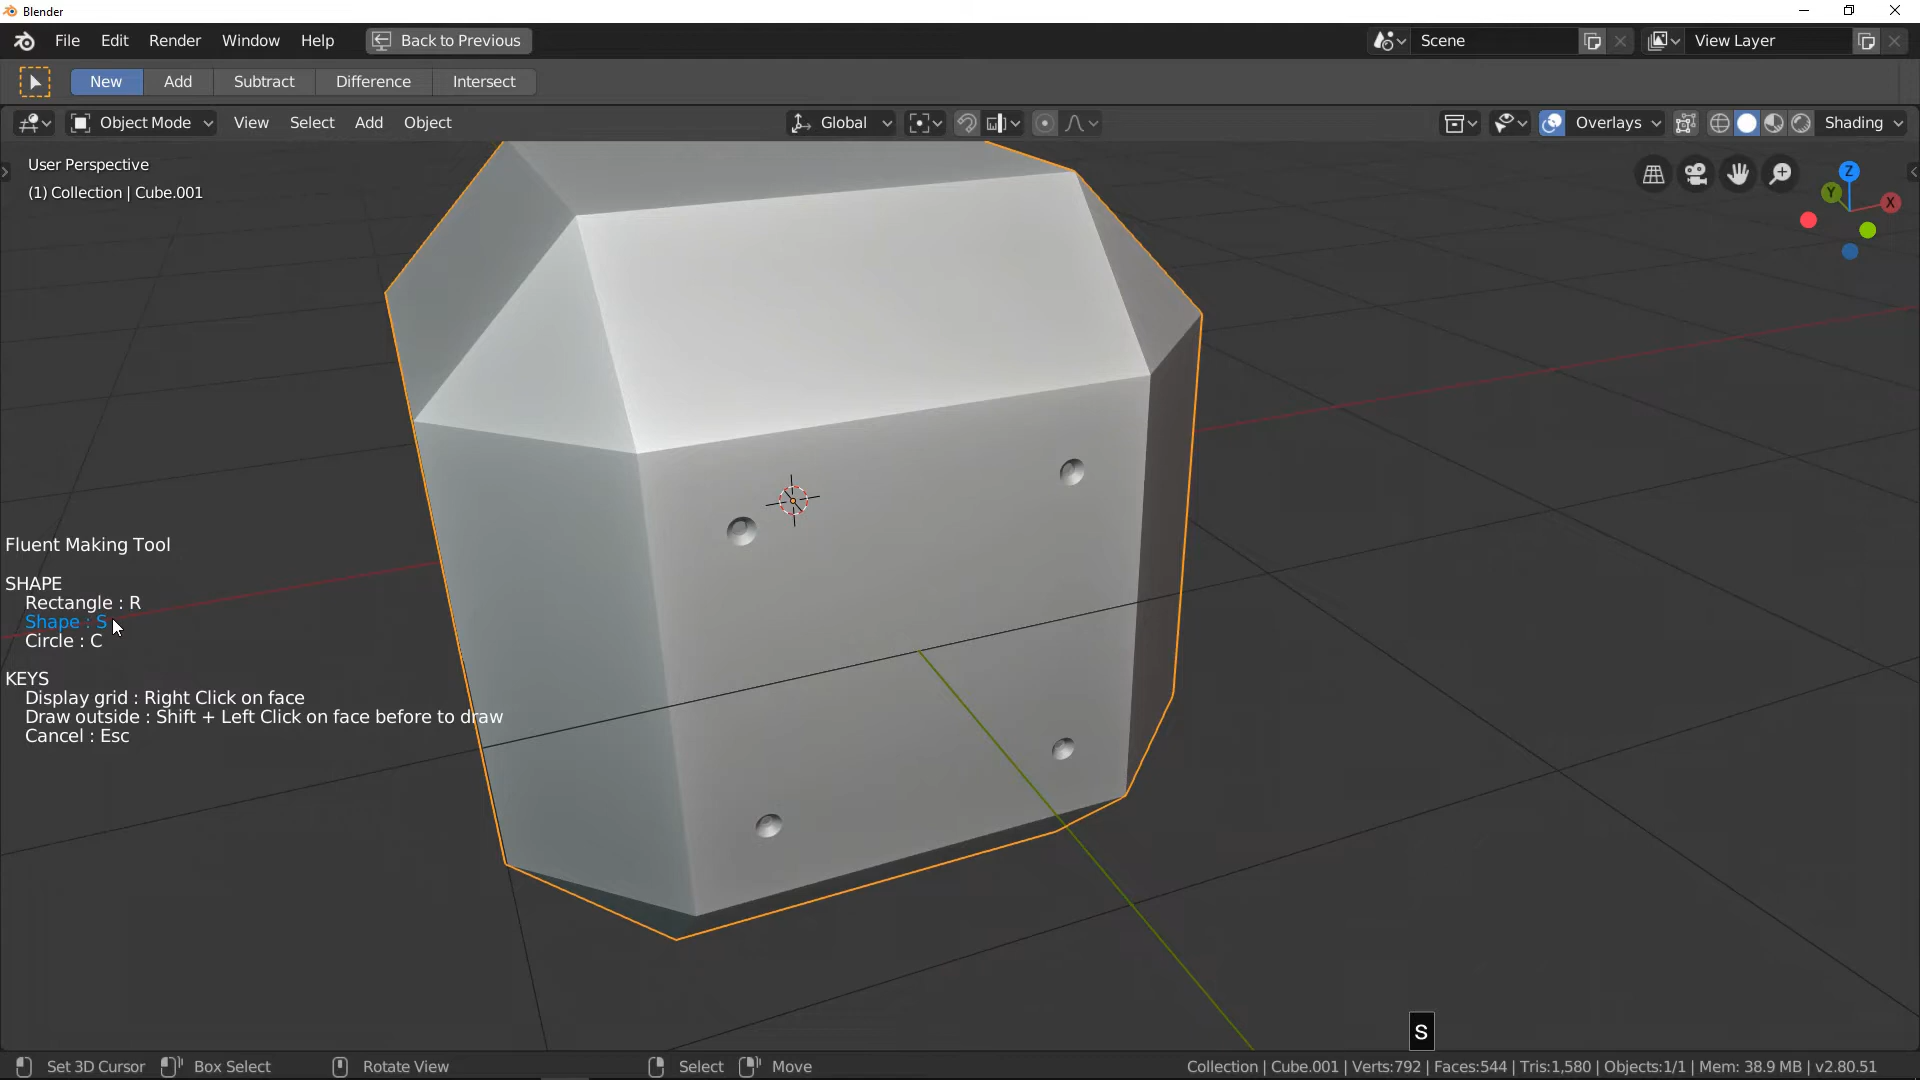 Blender
File Edit Render Window Help Back to Previous Scene View Layer
New Add Subtract Difference Intersect
Object Mode View Select Add Object Global Overlays Shading
User Perspective
(1) Collection | Cube.001
Z
Y
X
Fluent Making Tool
SHAPE
Rectangle : R
Shape : S
Circle : C
KEYS
Display grid : Right Click on face
Draw outside : Shift + Left Click on face before to draw
Cancel : Esc
S
Set 3D Cursor Box Select Rotate View Select Move Collection | Cube.001 | Verts:792 | Faces:544 | Tris:1,580 | Objects:1/1 | Mem: 38.9 MB | v2.80.51